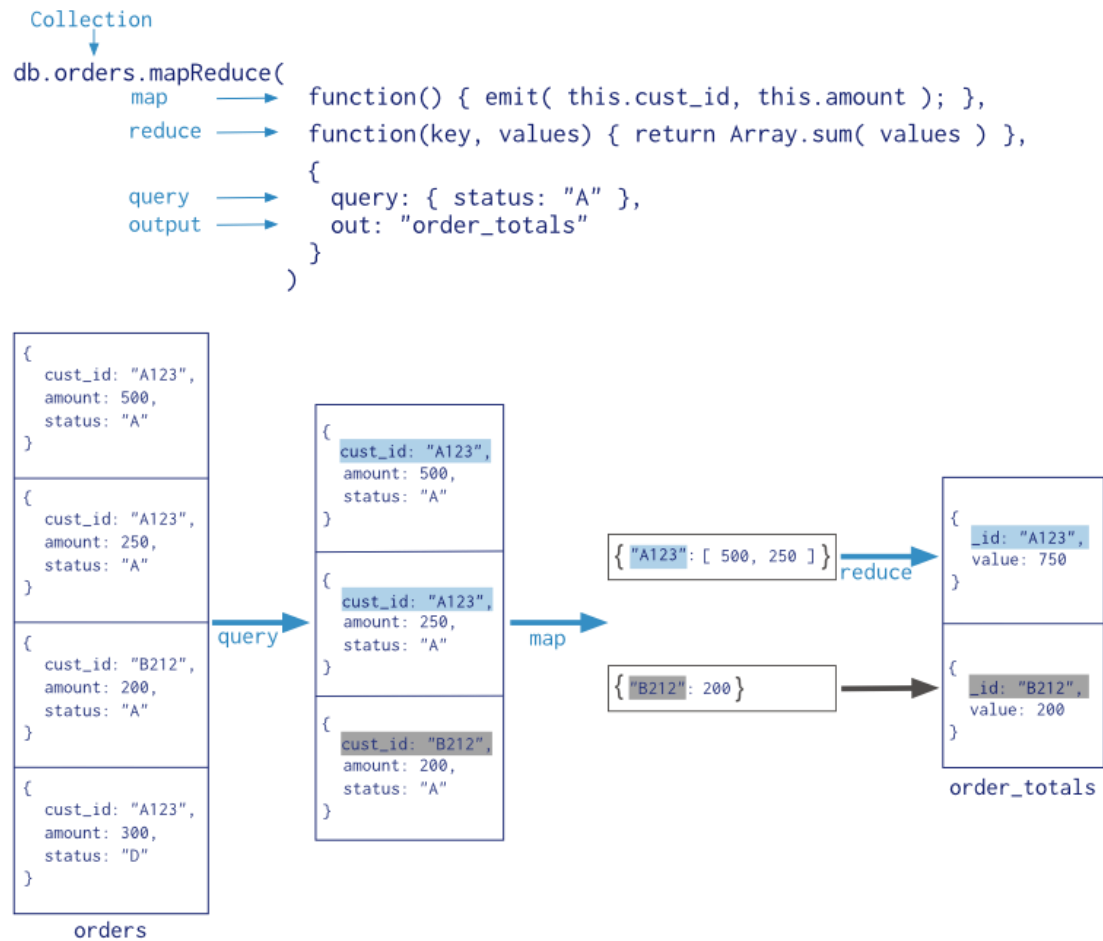 Collection
db.orders.mapReduce(
map function() { emit( this.cust_id, this.amount ); },
reduce function(key, values) { return Array.sum( values ) },
{
query query: { status: "A" },
output out: "order_totals"
}
)
{
cust_id: "A123",
amount: 500,
status: "A"
}
{
cust_id: "A123",
amount: 250,
status: "A"
}
{
cust_id: "B212",
amount: 200,
status: "A"
}
{
cust_id: "A123",
amount: 300,
status: "D"
}
orders
query
{
cust_id: "A123",
amount: 500,
status: "A"
}
{
cust_id: "A123",
amount: 250,
status: "A"
}
{
cust_id: "B212",
amount: 200,
status: "A"
}
map
{ "A123": [ 500, 250 ] }
{ "B212": 200 }
reduce
{
_id: "A123",
value: 750
}
{
_id: "B212",
value: 200
}
order_totals